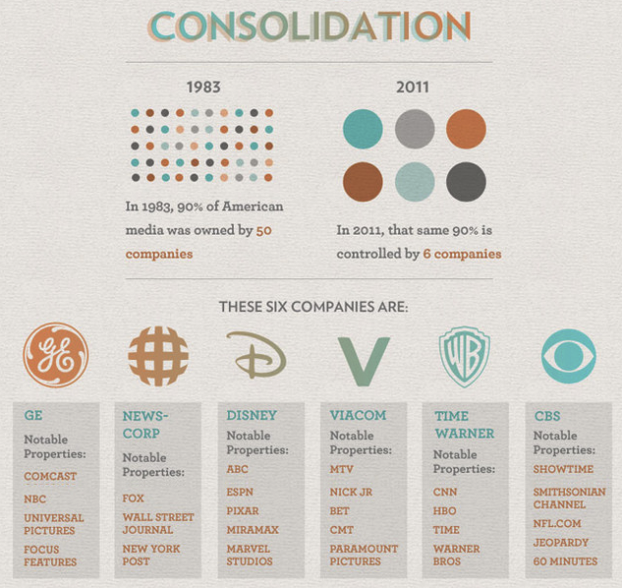 CONSOLIDATION
1983
2011
In 1983, 90% of American
media was owned by 50
companies
In 2011, that same 90% is
controlled by 6 companies
THESE SIX COMPANIES ARE:
GE
V
WB
GE
Notable
Properties:
COMCAST
NBC
UNIVERSAL
PICTURES
FOCUS
FEATURES
NEWS-
CORP
Notable
Properties:
FOX
WALL STREET
JOURNAL
NEW YORK
POST
DISNEY
Notable
Properties:
ABC
ESPN
PIXAR
MIRAMAX
MARVEL
STUDIOS
VIACOM
Notable
Properties:
MTV
NICK JR
BET
CMT
PARAMOUNT
PICTURES
TIME
WARNER
Notable
Properties:
CNN
HBO
TIME
WARNER
BROS
CBS
Notable
Properties:
SHOWTIME
SMITHSONIAN
CHANNEL
NFL.COM
JEOPARDY
60 MINUTES